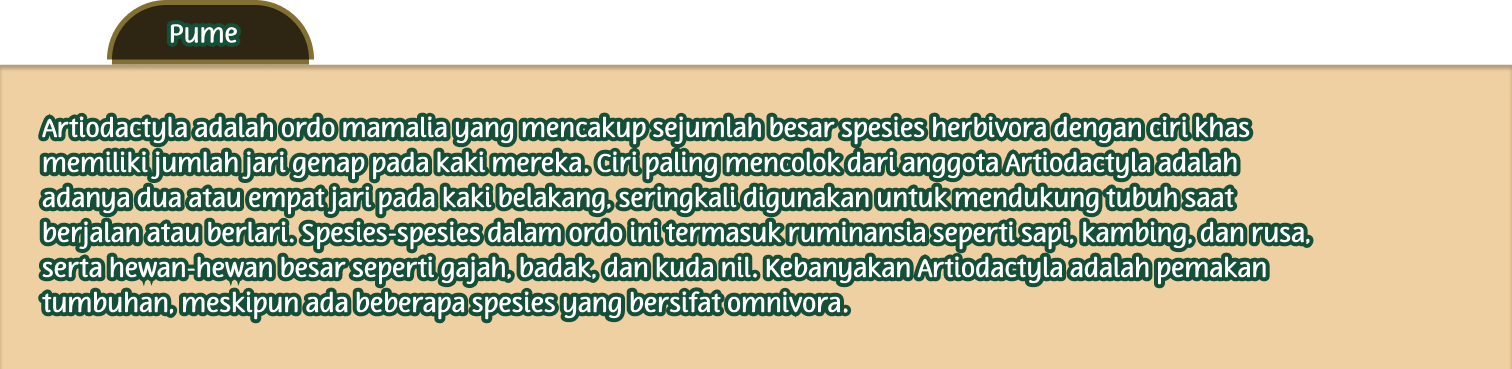 Pume
Artiodactyla adalah ordo mamalia yang mencakup sejumlah besar spesies herbivora dengan ciri khas
memiliki jumlah jari genap pada kaki mereka. Ciri paling mencolok dari anggota Artiodactyla adalah
adanya dua atau empat jari pada kaki belakang, seringkali digunakan untuk mendukung tubuh saat
berjalan atau berlari. Spesies-spesies dalam ordo ini termasuk ruminansia seperti sapi, kambing, dan rusa,
serta hewan-hewan besar seperti gajah, badak, dan kuda nil. Kebanyakan Artiodactyla adalah pemakan
tumbuhan, meskipun ada beberapa spesies yang bersifat omnivora.